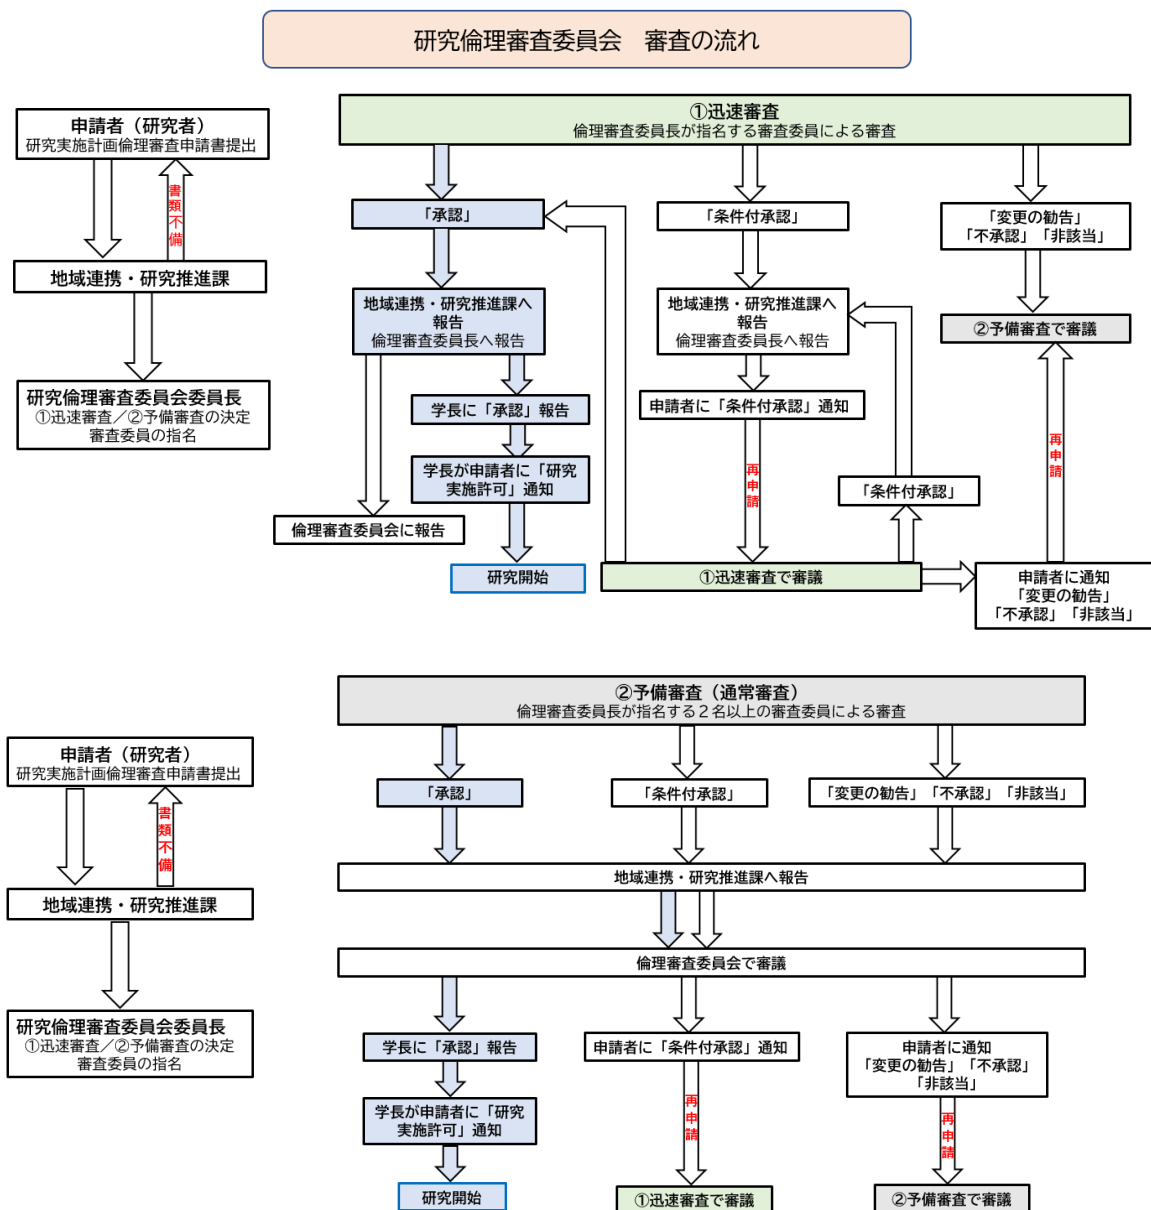 研究倫理審査委員会　審査の流れ
申請者（研究者）
研究実施計画倫理審査申請書提出
書類不備
地域連携・研究推進課
研究倫理審査委員会委員長
①迅速審査／②予備審査の決定
審査委員の指名
①迅速審査
倫理審査委員長が指名する審査委員による審査
「承認」
地域連携・研究推進課へ
報告
倫理審査委員長へ報告
学長に「承認」報告
学長が申請者に「研究
実施許可」通知
倫理審査委員会に報告
研究開始
「条件付承認」
地域連携・研究推進課へ
報告
倫理審査委員長へ報告
申請者に「条件付承認」通知
再申請
①迅速審査で審議
「条件付承認」
「変更の勧告」
「不承認」「非該当」
②予備審査で審議
再申請
申請者に通知
「変更の勧告」
「不承認」「非該当」
申請者（研究者）
研究実施計画倫理審査申請書提出
書類不備
地域連携・研究推進課
研究倫理審査委員会委員長
①迅速審査／②予備審査の決定
審査委員の指名
②予備審査（通常審査）
倫理審査委員長が指名する２名以上の審査委員による審査
「承認」
「条件付承認」
「変更の勧告」「不承認」「非該当」
地域連携・研究推進課へ報告
倫理審査委員会で審議
学長に「承認」報告
学長が申請者に「研究
実施許可」通知
研究開始
申請者に「条件付承認」通知
再申請
①迅速審査で審議
申請者に通知
「変更の勧告」「不承認」
「非該当」
再申請
②予備審査で審議